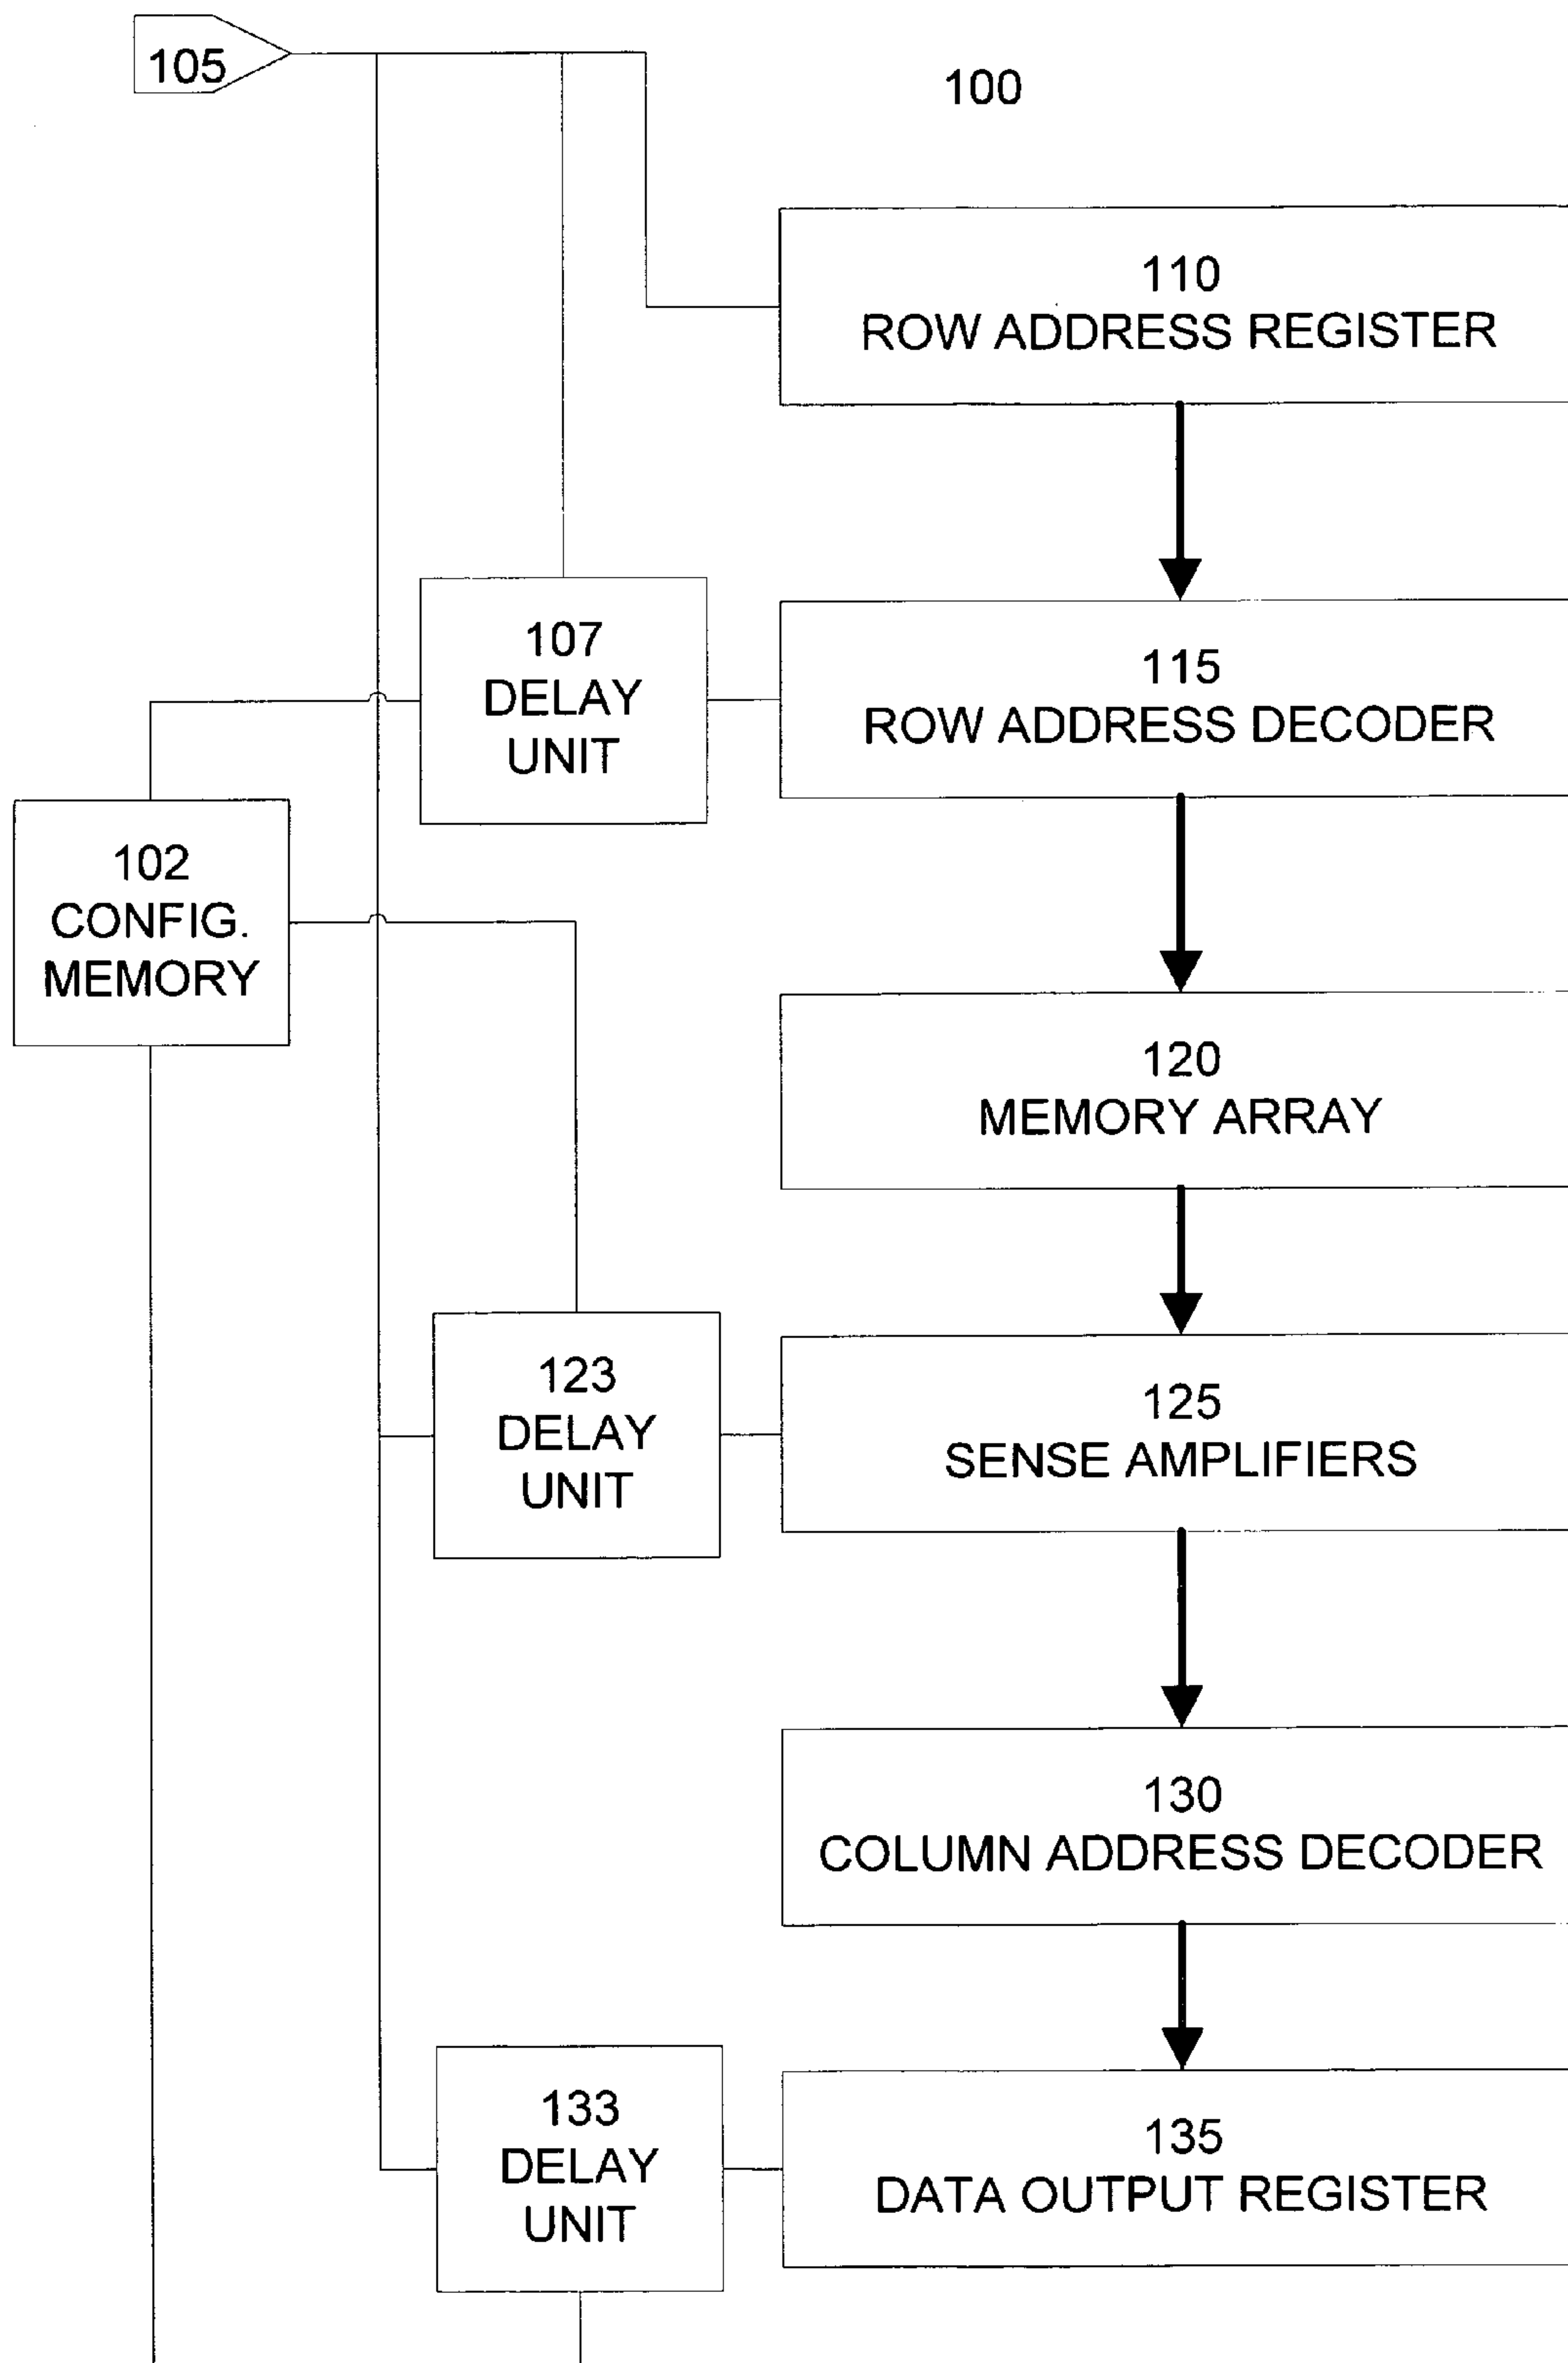 105
100
110
ROW ADDRESS REGISTER
107
DELAY
UNIT
115
ROW ADDRESS DECODER
102
CONFIG.
MEMORY
120
MEMORY ARRAY
123
DELAY
UNIT
125
SENSE AMPLIFIERS
130
COLUMN ADDRESS DECODER
133
DELAY
UNIT
135
DATA OUTPUT REGISTER